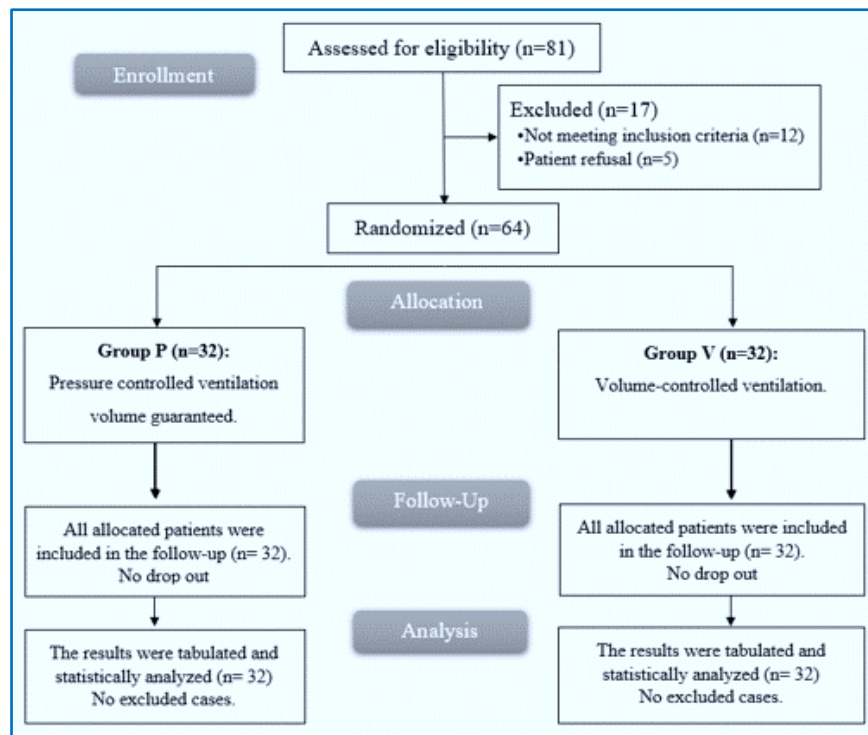 Assessed for eligibility (n=81)
Enrollment
Excluded (n=17)
•Not meeting inclusion criteria (n=12)
•Patient refusal (n=5)
Randomized (n=64)
Allocation
Group P (n=32):
Pressure controlled ventilation
volume guaranteed.
Group V (n=32):
Volume-controlled ventilation.
Follow-Up
All allocated patients were
included in the follow-up (n= 32).
No drop out
All allocated patients were included
in the follow-up (n= 32).
No drop out
Analysis
The results were tabulated and
statistically analyzed (n= 32)
No excluded cases.
The results were tabulated and
statistically analyzed (n= 32)
No excluded cases.